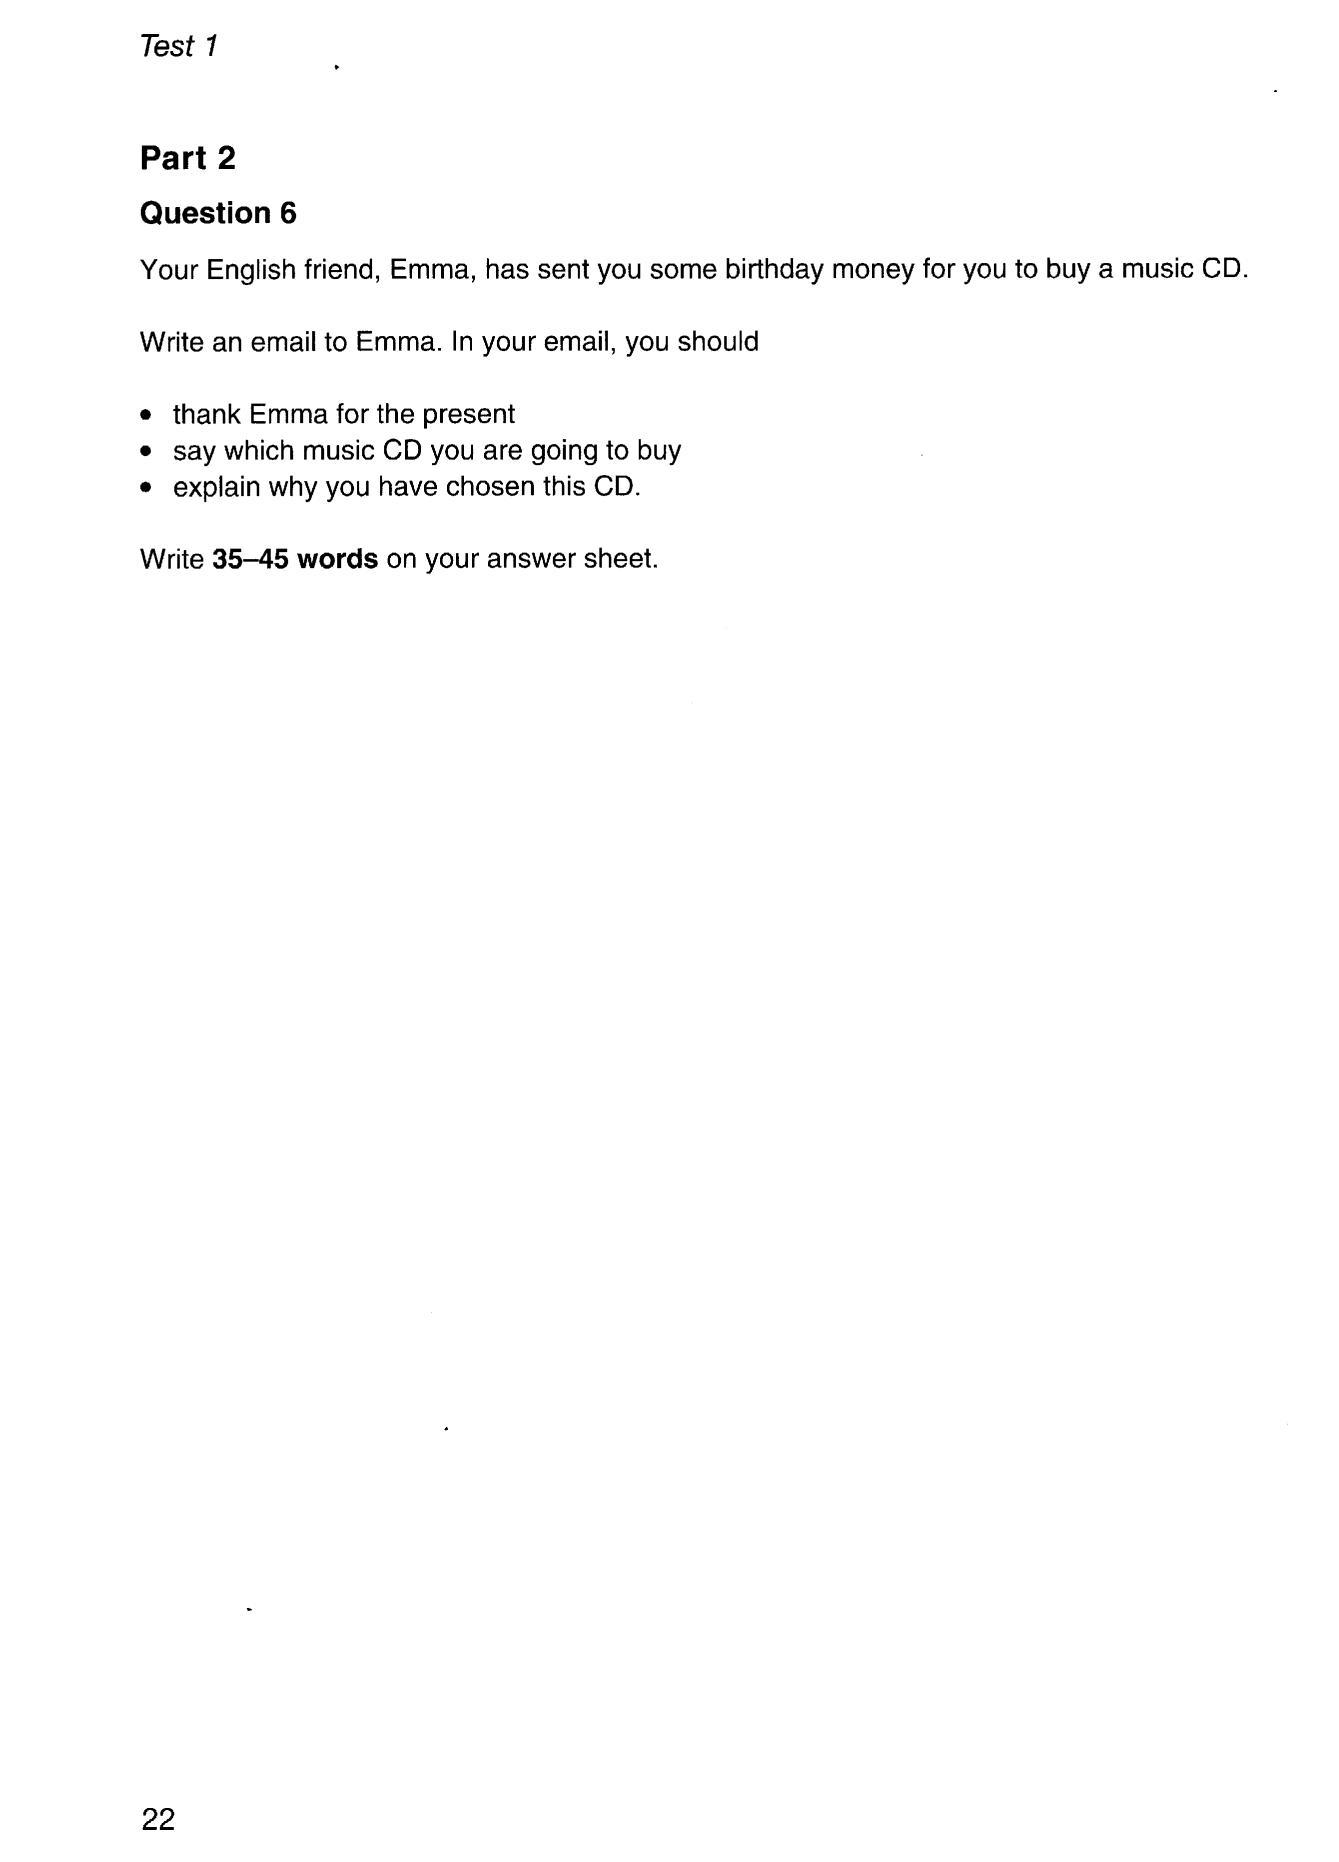 Test 1
Part 2
Question 6
Your English friend, Emma, has sent you some birthday money for you to buy a music CD.
Write an email to Emma. In your email, you should
• thank Emma for the present
• say which music CD you are going to buy
• explain why you have chosen this CD.
Write 35–45 words on your answer sheet.
22